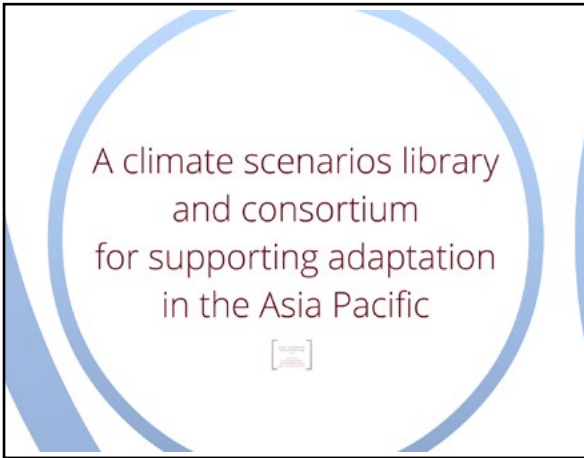 A climate scenarios library
and consortium
for supporting adaptation
in the Asia Pacific